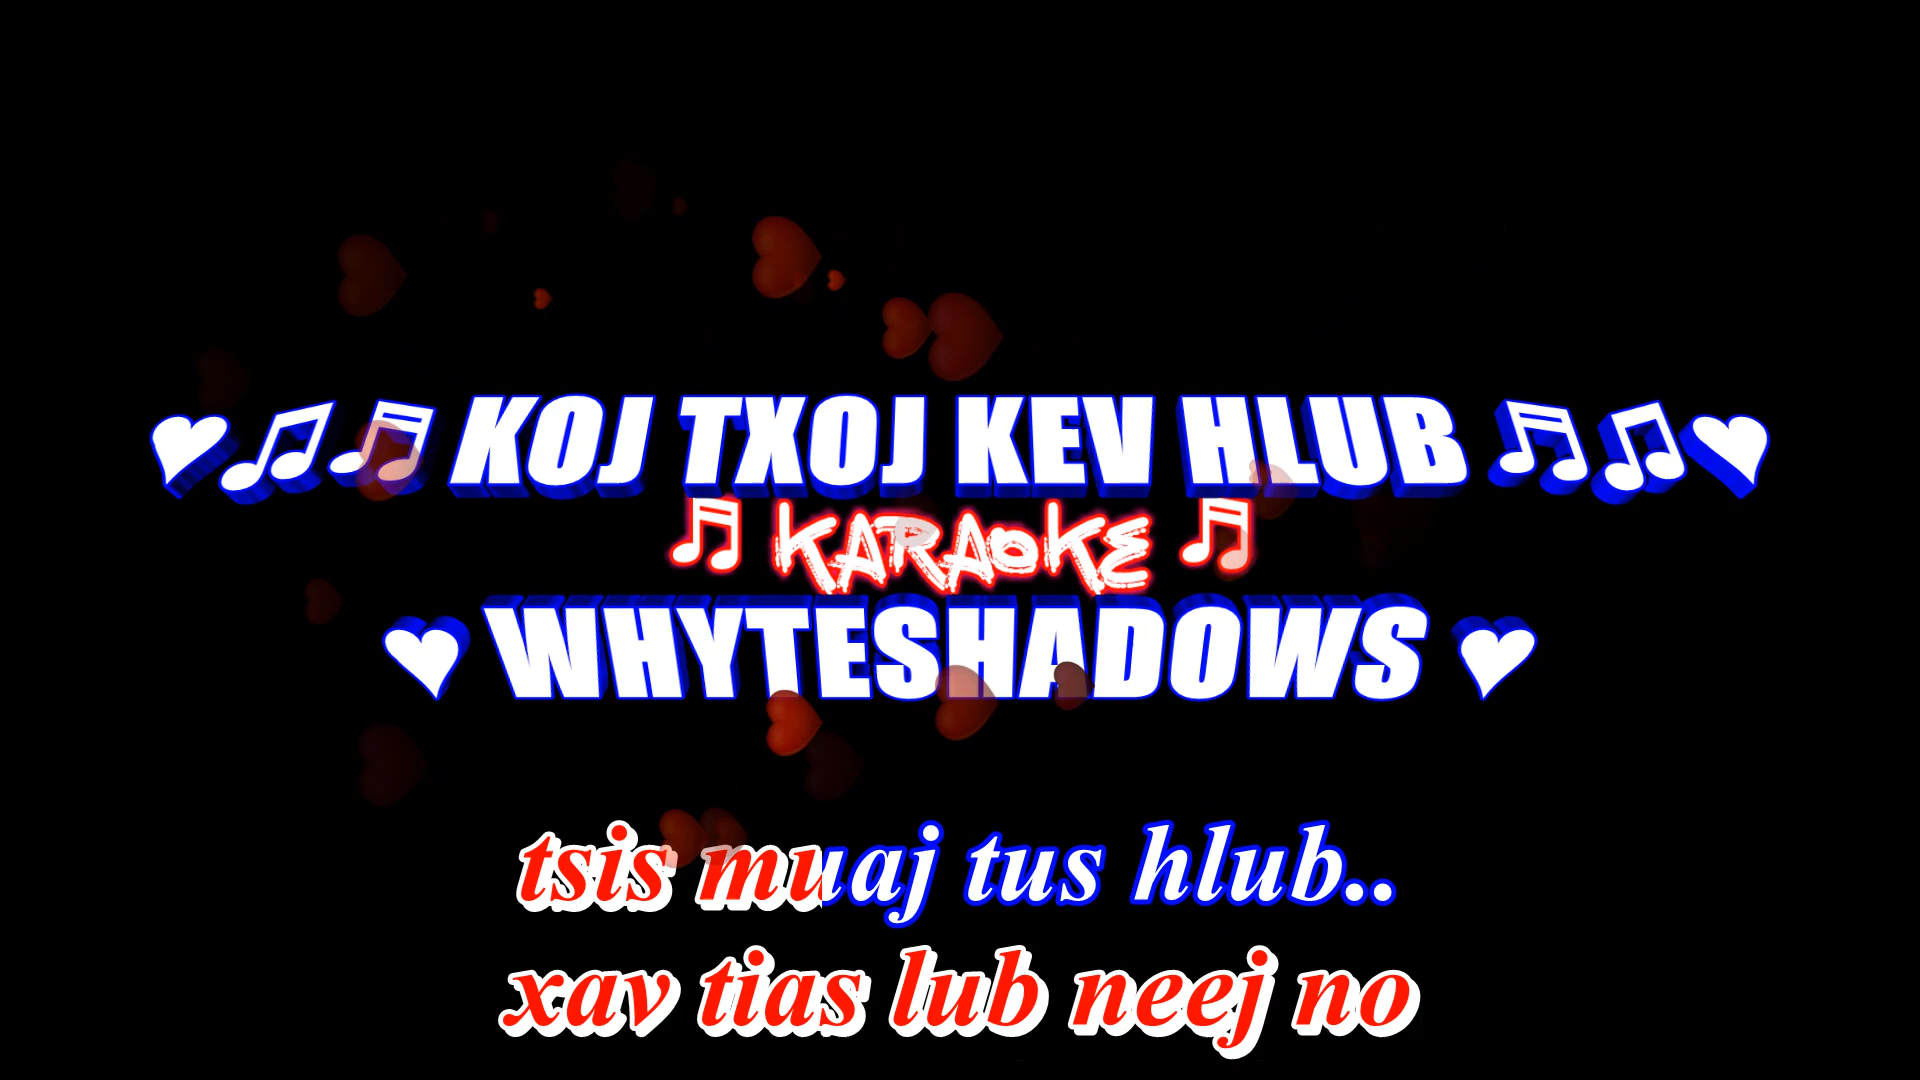 ♥♫♬ KOJ TXOJ KEV HLUB ♬♫♥
♬ KARAOKE ♬
♥ WHYTESHADOWS ♥
tsis muaj tus hlub..
xav tias lub neej no